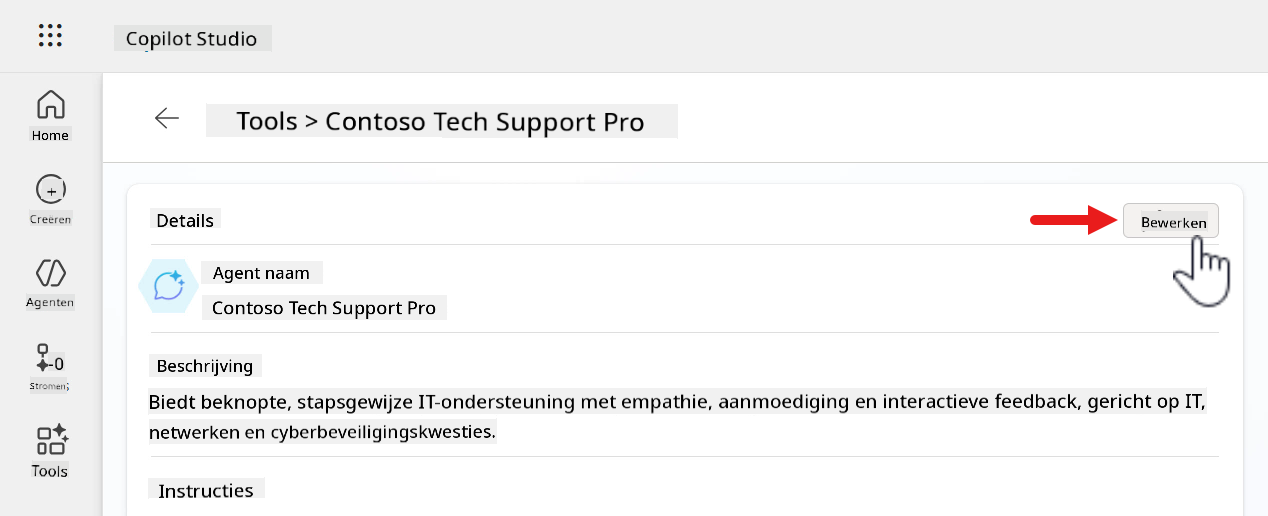 Copilot Studio
Tools > Contoso Tech Support Pro
Home
Creëren
Agenten
Stromen
Tools
Details
Bewerken
Agent naam
Contoso Tech Support Pro
Beschrijving
Biedt beknopte, stapsgewijze IT-ondersteuning met empathie, aanmoediging en interactieve feedback, gericht op IT,
netwerken en cyberbeveiligingskwesties.
Instructies